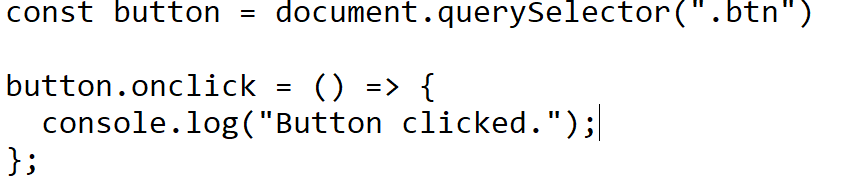 const button = document.querySelector(".btn")
button.onclick = () => {
  console.log("Button clicked.");
};